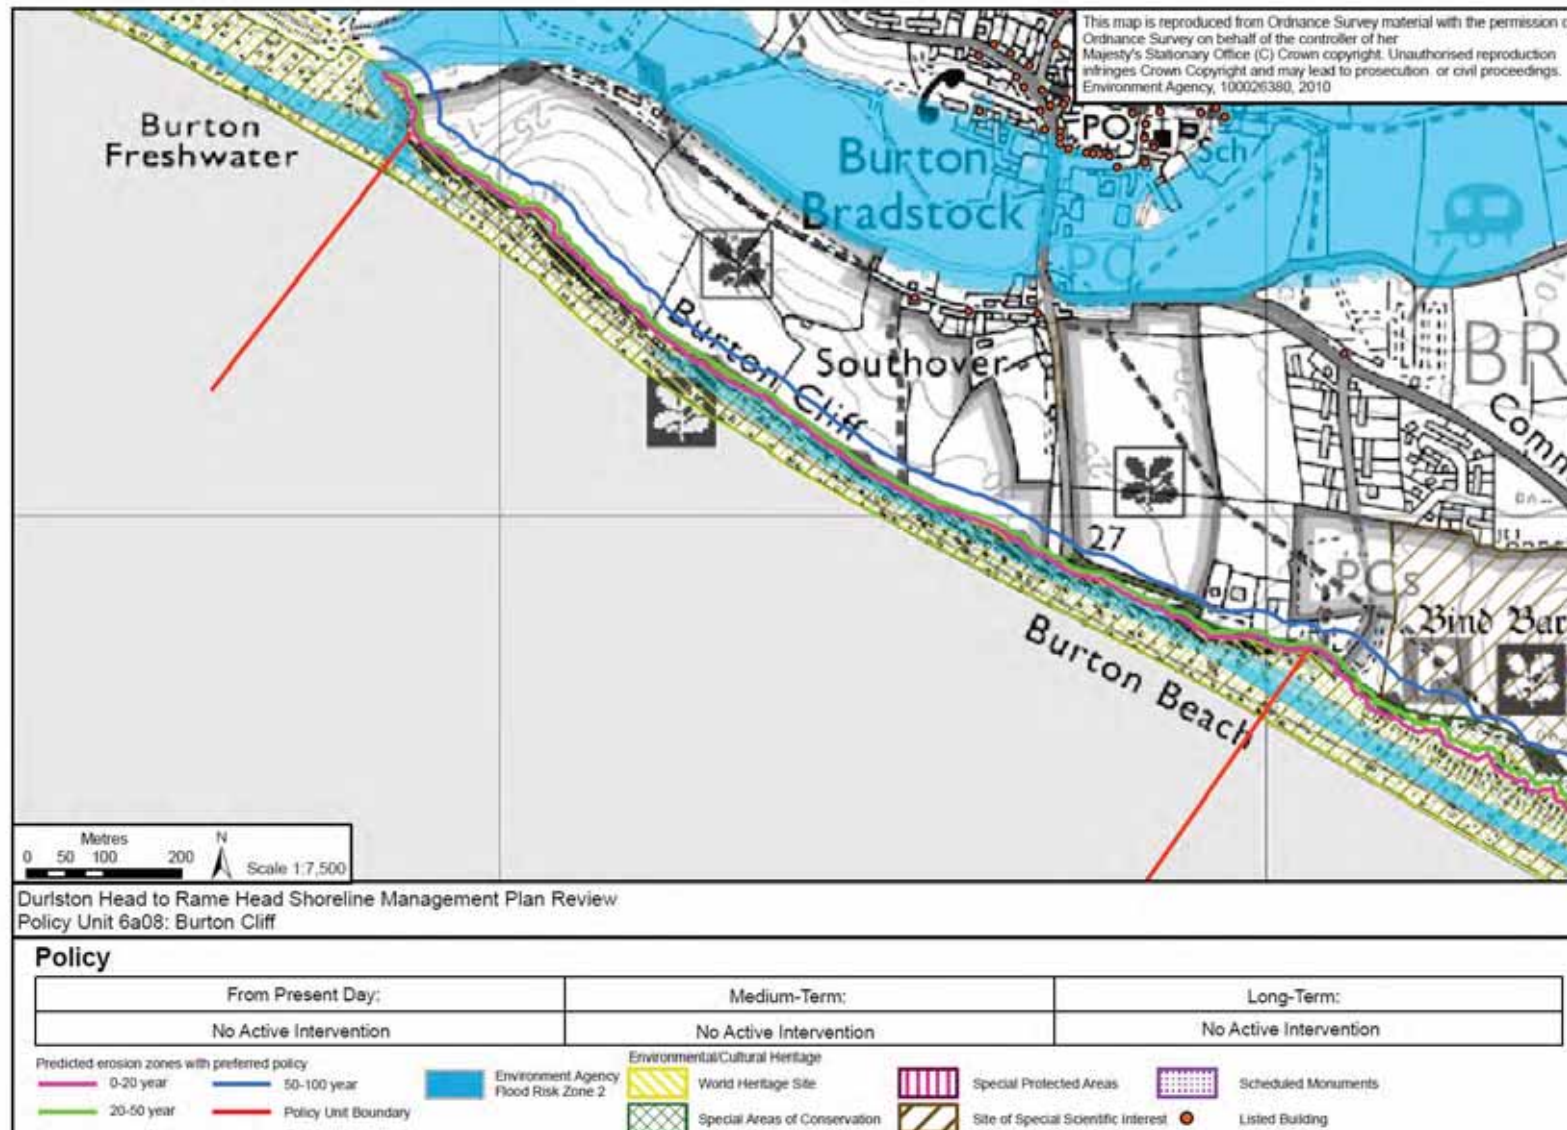 This map is reproduced from Ordnance Survey material with the permission
Ordnance Survey on behalf of the controller of her
Majesty's Stationary Office (C) Crown copyright. Unauthorised reproduction
infringes Crown Copyright and may lead to prosecution or civil proceedings.
Environment Agency, 100026380, 2010
Burton
Freshwater
PO
Sch
Burton
Bradstock
PC
Burton Cliff
Southover
BR
Comm
27
PCs
Bind Bar
Burton Beach
Metres
0 50 100 200
N
Scale 1:7,500
Durlston Head to Rame Head Shoreline Management Plan Review
Policy Unit 6a08: Burton Cliff
Policy
From Present Day: Medium-Term: Long-Term:
No Active Intervention No Active Intervention No Active Intervention
Predicted erosion zones with preferred policy
0-20 year
50-100 year
20-50 year
Policy Unit Boundary
Environment Agency
Flood Risk Zone 2
Environmental/Cultural Heritage
World Heritage Site
Special Protected Areas
Scheduled Monuments
Special Areas of Conservation
Site of Special Scientific Interest
Listed Building